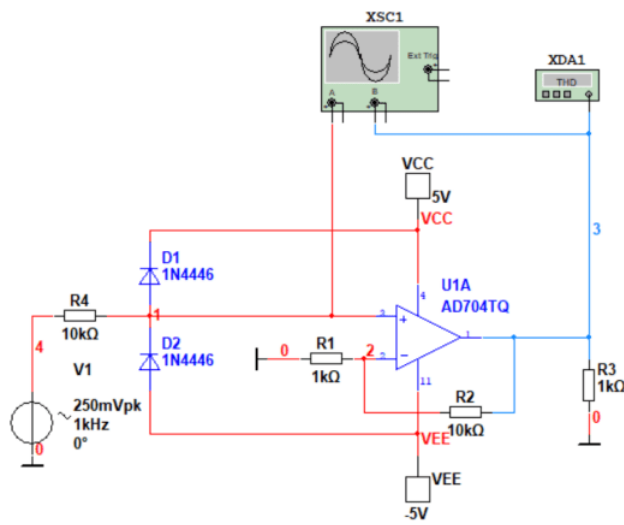 XSC1
XDA1
Ext Trig
THD
A
B
VCC
5V
VCC
3
D1
1N4446
U1A
AD704TQ
4
R4
10kΩ
1
3
1
D2
1N4446
4
R1
0
2
2
1kΩ
11
R2
10kΩ
R3
1kΩ
0
V1
250mVpk
1kHz
0°
0
VEE
VEE
-5V